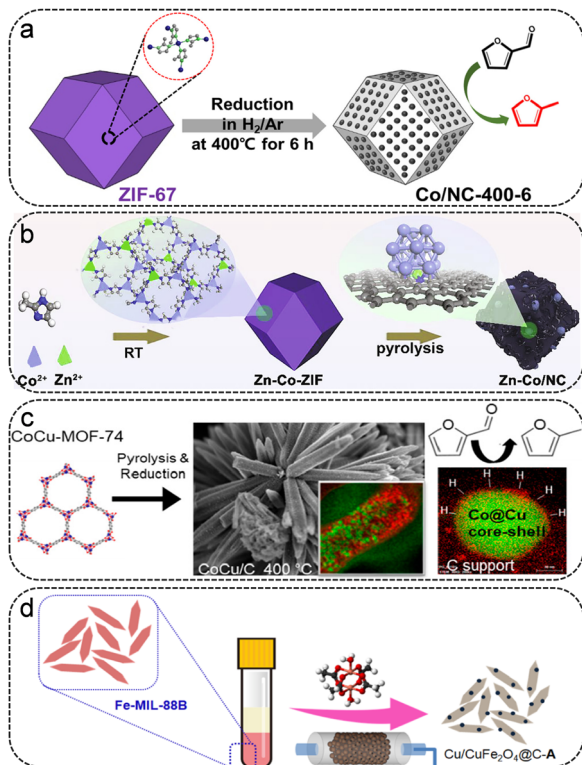 a
Reduction
in H₂/Ar
at 400℃ for 6 h
ZIF-67
Co/NC-400-6
O
O
O
b
RT
pyrolysis
Co²⁺
Zn²⁺
Zn-Co-ZIF
Zn-Co/NC
c
CoCu-MOF-74
Pyrolysis &
Reduction
CoCu/C 400 °C
O
O
O
H
H
H
H
H
H
Co@Cu
core-shell
C support
d
Fe-MIL-88B
Cu/CuFe₂O₄@C-A